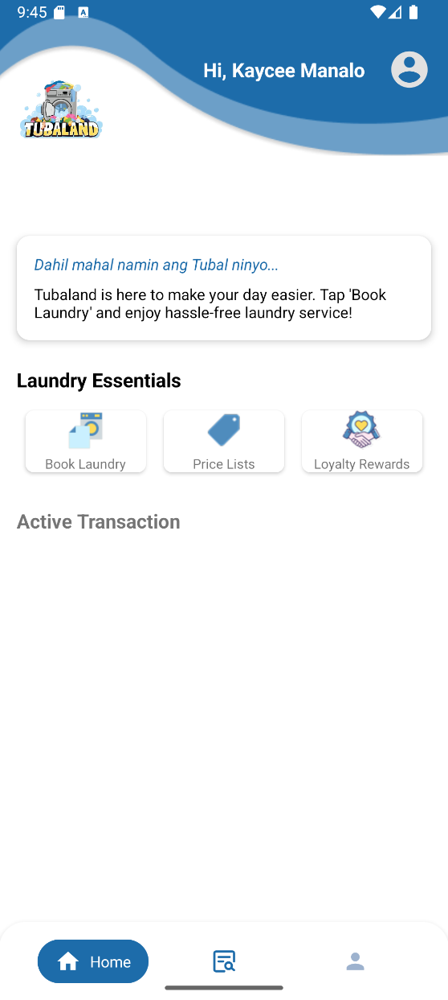 9:45
A
Hi, Kaycee Manalo
TUBALAND
Dahil mahal namin ang Tubal ninyo...
Tubaland is here to make your day easier. Tap 'Book
Laundry' and enjoy hassle-free laundry service!
Laundry Essentials
Book Laundry
Price Lists
Loyalty Rewards
Active Transaction
Home